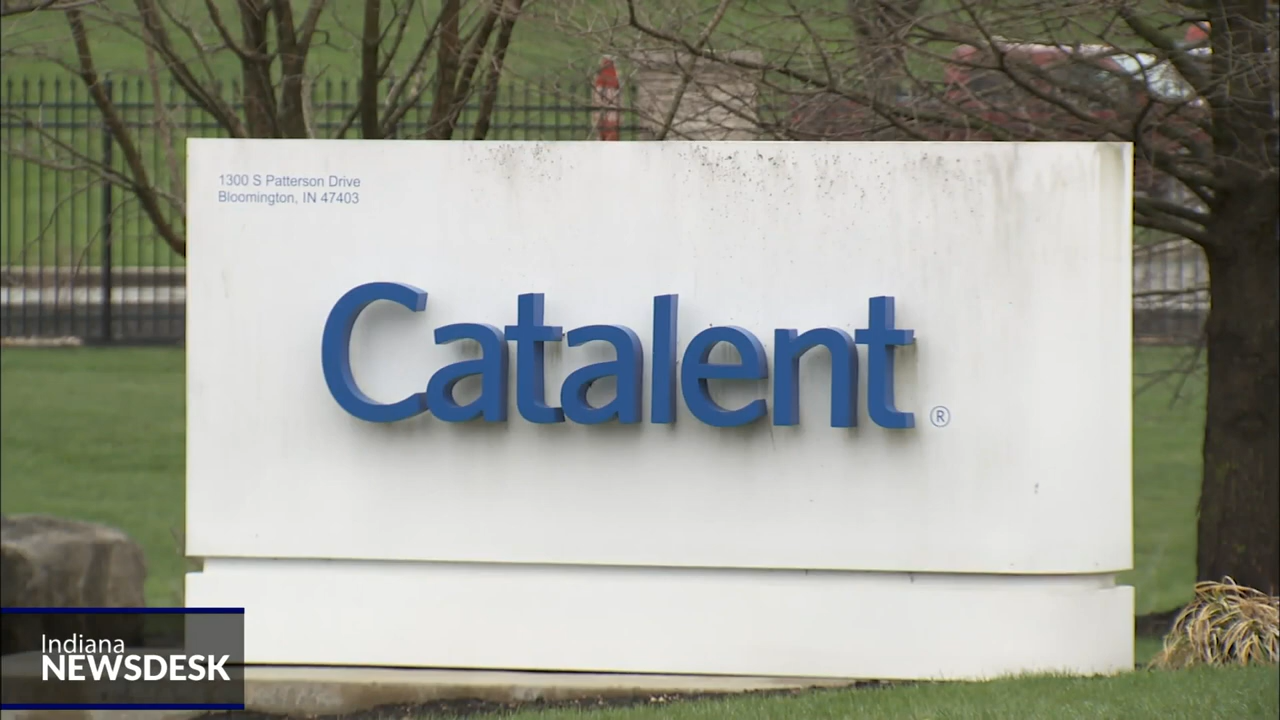 1300 S Patterson Drive
Bloomington, IN 47403
Catalent®
Indiana
NEWSDESK